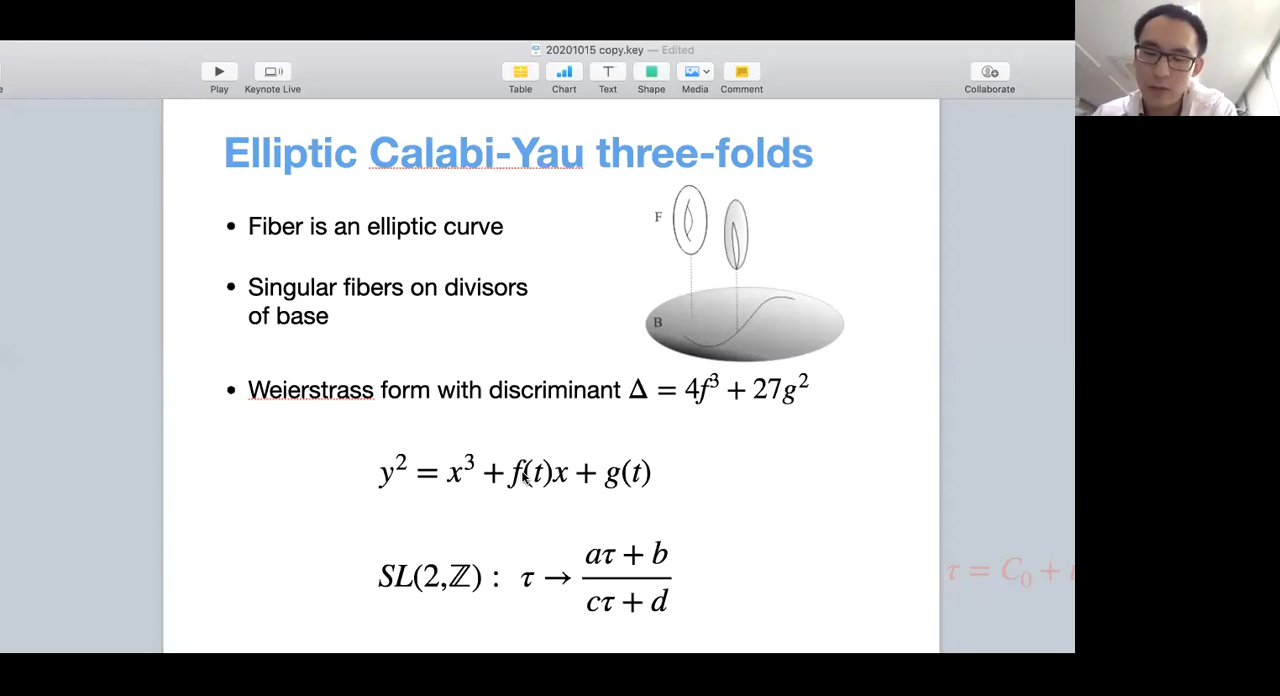 20201015 copy.key — Edited
Play
Keynote Live
Table
Chart
Text
Shape
Media
Comment
Collaborate
Elliptic Calabi-Yau three-folds
• Fiber is an elliptic curve
• Singular fibers on divisors
of base
F
B
• Weierstrass form with discriminant Δ = 4f³ + 27g²
y² = x³ + f(t)x + g(t)
SL(2,ℤ) : τ → (aτ + b)/(cτ + d)
τ = C₀ +